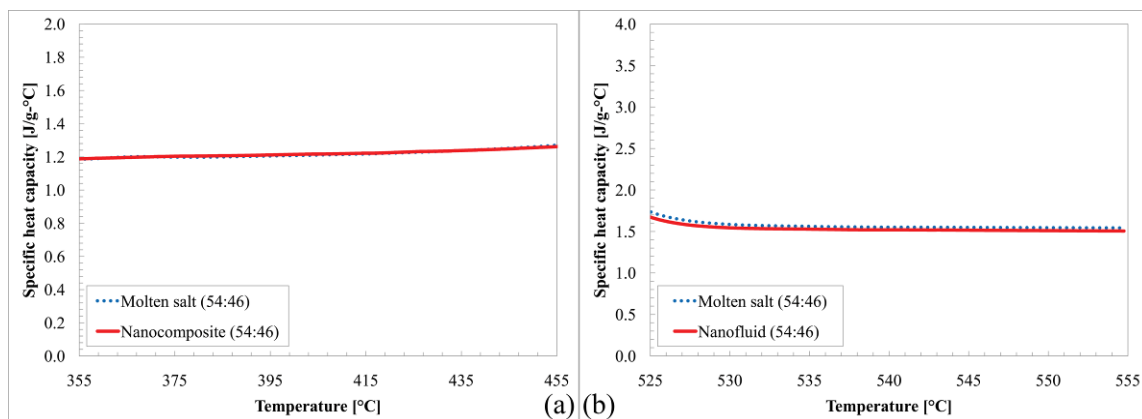 Specific heat capacity [J/g-°C]
2.0
1.8
1.6
1.4
1.2
1.0
0.8
0.6
0.4
0.2
0.0
Molten salt (54:46)
Nanocomposite (54:46)
355 375 395 415 435 455
Temperature [°C]
(a)
(b)
Specific heat capacity [J/g-°C]
4.0
3.5
3.0
2.5
2.0
1.5
1.0
0.5
0.0
Molten salt (54:46)
Nanofluid (54:46)
525 530 535 540 545 550 555
Temperature [°C]